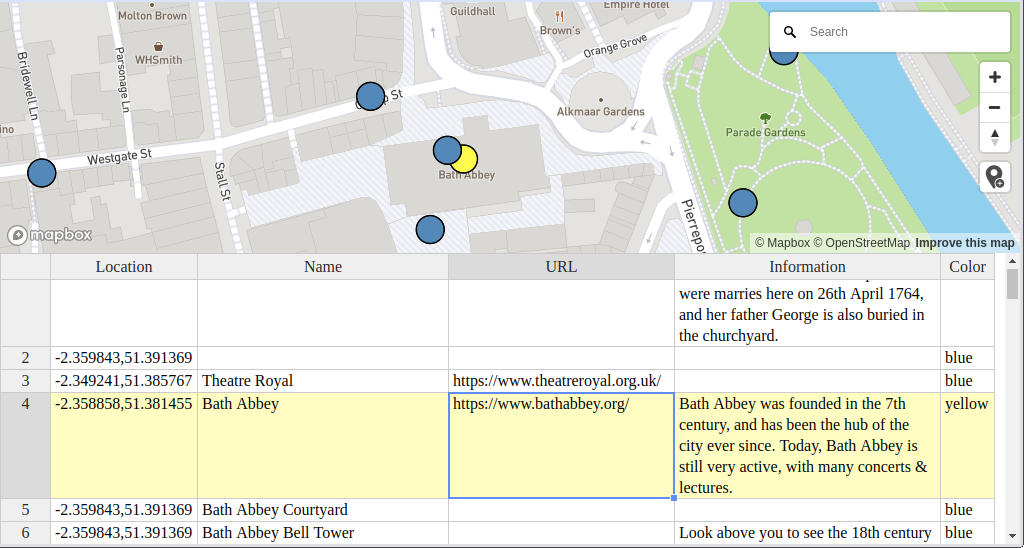 Molton Brown
WHSmith
Guildhall
Brown's
Empire Hotel
Orange Grove
Search
Bridewell Ln
Parsonage Ln
St
Alkmaar Gardens
Parade Gardens
ino
Westgate St
Stall St
Bath Abbey
mapbox
© Mapbox © OpenStreetMap Improve this map
Location Name URL Information Color
were marries here on 26th April 1764,
and her father George is also buried in
the churchyard.
2 -2.359843,51.391369 blue
3 -2.349241,51.385767 Theatre Royal https://www.theatreroyal.org.uk/ blue
4 -2.358858,51.381455 Bath Abbey https://www.bathabbey.org/ Bath Abbey was founded in the 7th yellow
century, and has been the hub of the
city ever since. Today, Bath Abbey is
still very active, with many concerts &
lectures.
5 -2.359843,51.391369 Bath Abbey Courtyard blue
6 -2.359843,51.391369 Bath Abbey Bell Tower Look above you to see the 18th century blue